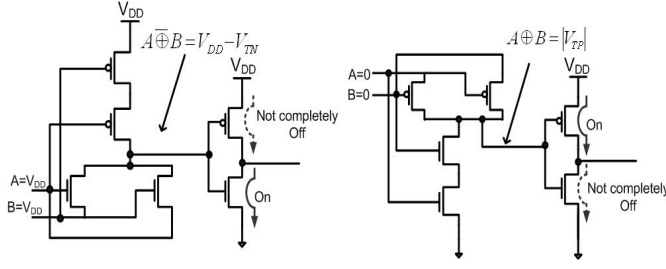 V_DD
A⊕̅B=V_DD−V_TN
V_DD
Not completely
Off
A=V_DD
B=V_DD
On
A⊕B=|V_TP|
V_DD
A=0
B=0
On
Not completely
Off